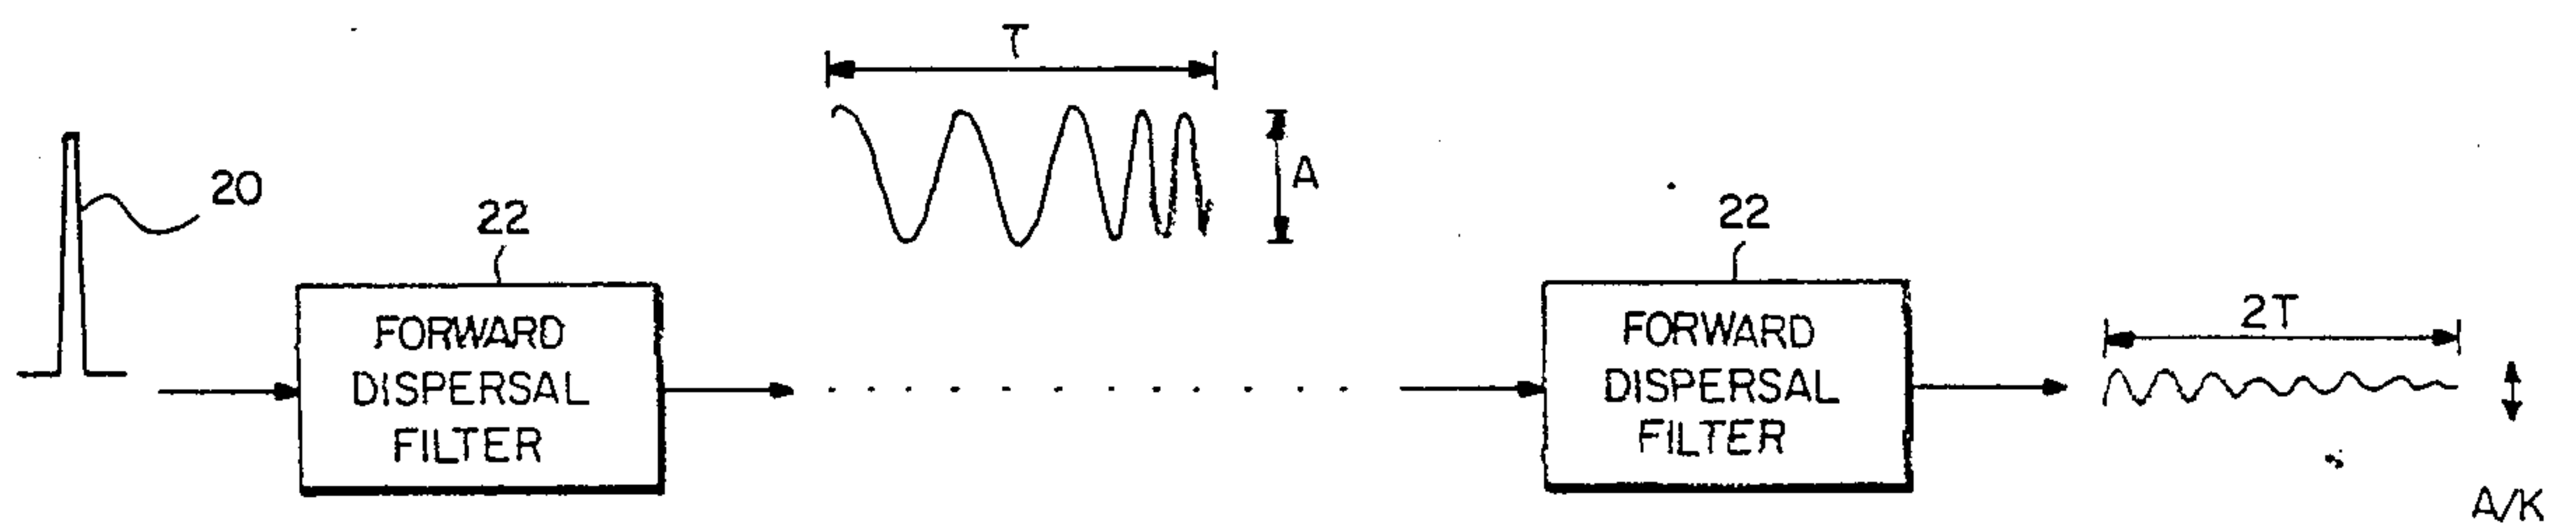 T
20
22
A
22
FORWARD
DISPERSAL
FILTER
FORWARD
DISPERSAL
FILTER
2T
A/K